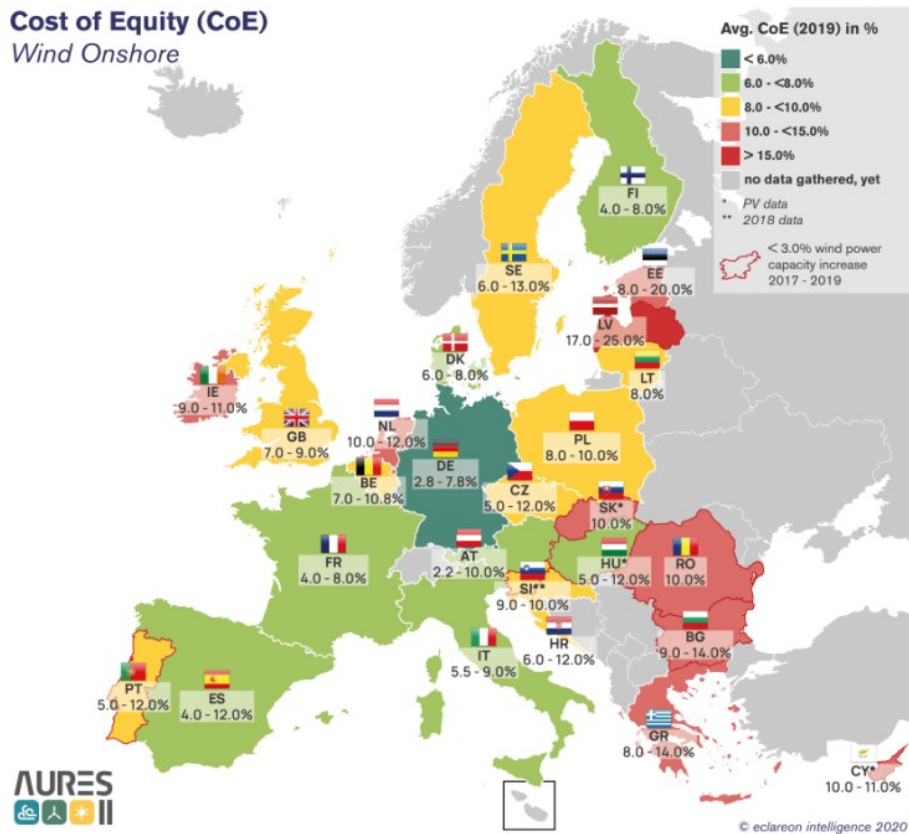 Cost of Equity (CoE)
Wind Onshore
Avg. CoE (2019) in %
< 6.0%
6.0 - <8.0%
8.0 - <10.0%
10.0 - <15.0%
> 15.0%
no data gathered, yet
* PV data
** 2018 data
< 3.0% wind power
capacity increase
2017 - 2019
FI
4.0 - 8.0%
SE
6.0 - 13.0%
EE
8.0 - 20.0%
LV
17.0 - 25.0%
LT
8.0%
DK
6.0 - 8.0%
IE
9.0 - 11.0%
GB
7.0 - 9.0%
NL
10.0 - 12.0%
BE
7.0 - 10.8%
DE
2.8 - 7.8%
PL
8.0 - 10.0%
CZ
5.0 - 12.0%
SK*
10.0%
FR
4.0 - 8.0%
AT
2.2 - 10.0%
HU*
5.0 - 12.0%
RO
10.0%
SI**
9.0 - 10.0%
HR
6.0 - 12.0%
BG
9.0 - 14.0%
IT
5.5 - 9.0%
PT
5.0 - 12.0%
ES
4.0 - 12.0%
GR
8.0 - 14.0%
CY*
10.0 - 11.0%
AURES
II
© eclareon intelligence 2020